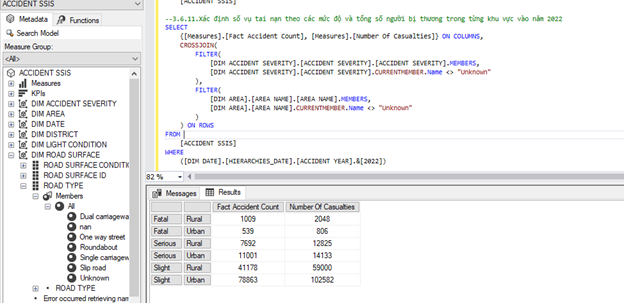 ACCIDENT SSIS
Metadata
Functions
Search Model
Measure Group:
<All>
ACCIDENT SSIS
Measures
KPIs
DIM ACCIDENT SEVERITY
DIM AREA
DIM DATE
DIM DISTRICT
DIM LIGHT CONDITION
DIM ROAD SURFACE
ROAD SURFACE CONDITIO
ROAD SURFACE ID
ROAD TYPE
Members
All
Dual carriagewa
nan
One way street
Roundabout
Single carriagew
Slip road
Unknown
ROAD TYPE
Error occurred retrieving nam
[ACCIDENT SSIS]
--3.6.11.Xác định số vụ tai nạn theo các mức độ và tổng số người bị thương trong từng khu vực vào năm 2022
SELECT
{[Measures].[Fact Accident Count], [Measures].[Number Of Casualties]} ON COLUMNS,
CROSSJOIN(
FILTER(
[DIM ACCIDENT SEVERITY].[ACCIDENT SEVERITY].[ACCIDENT SEVERITY].MEMBERS,
[DIM ACCIDENT SEVERITY].[ACCIDENT SEVERITY].CURRENTMEMBER.Name <> "Unknown"
),
FILTER(
[DIM AREA].[AREA NAME].[AREA NAME].MEMBERS,
[DIM AREA].[AREA NAME].CURRENTMEMBER.Name <> "Unknown"
)
) ON ROWS
FROM
[ACCIDENT SSIS]
WHERE
([DIM DATE].[HIERARCHIES_DATE].[ACCIDENT YEAR].&[2022])
82 %
Messages Results
Fact Accident Count Number Of Casualties
Fatal Rural 1009 2048
Fatal Urban 539 806
Serious Rural 7692 12825
Serious Urban 11001 14133
Slight Rural 41178 59000
Slight Urban 78863 102582